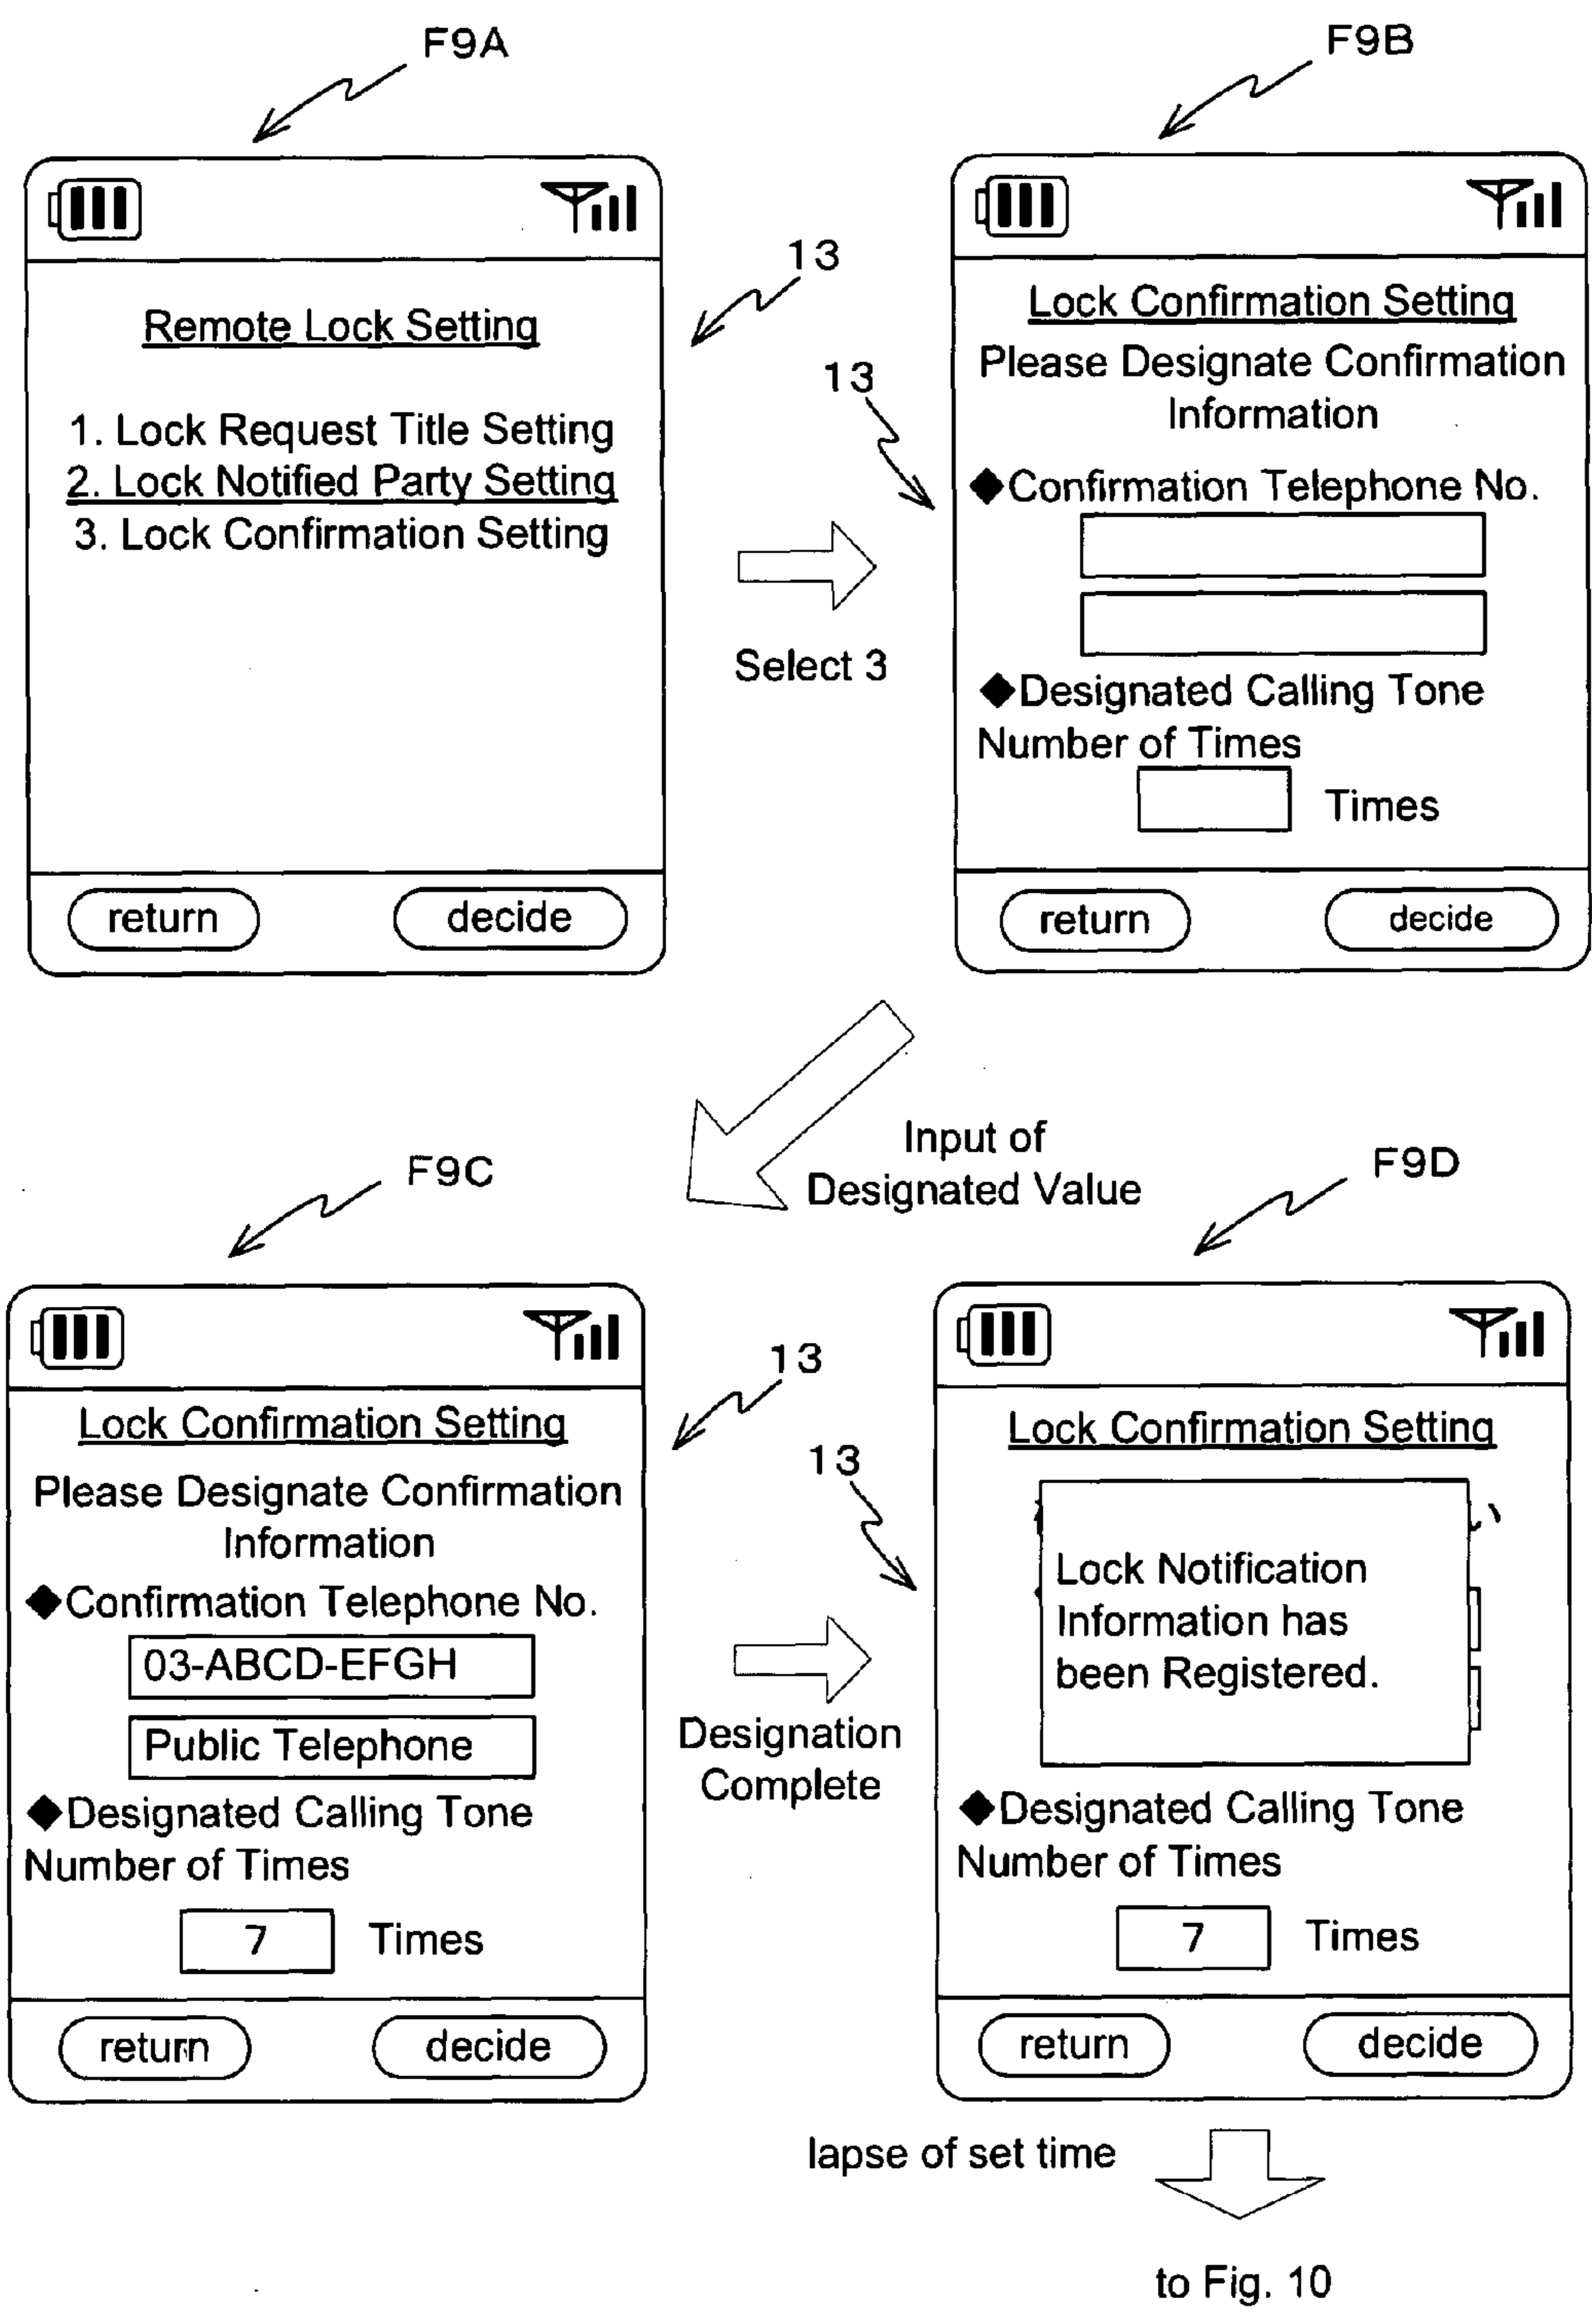 F9A
F9B
13
Remote Lock Setting
1. Lock Request Title Setting
2. Lock Notified Party Setting
3. Lock Confirmation Setting
return
decide
Select 3
13
Lock Confirmation Setting
Please Designate Confirmation
Information
◆Confirmation Telephone No.
◆Designated Calling Tone
Number of Times
Times
return
decide
Input of
Designated Value
F9C
F9D
13
Lock Confirmation Setting
Please Designate Confirmation
Information
◆Confirmation Telephone No.
03-ABCD-EFGH
Public Telephone
◆Designated Calling Tone
Number of Times
7 Times
return
decide
Designation
Complete
13
Lock Confirmation Setting
Lock Notification
Information has
been Registered.
◆Designated Calling Tone
Number of Times
7 Times
return
decide
lapse of set time
to Fig. 10